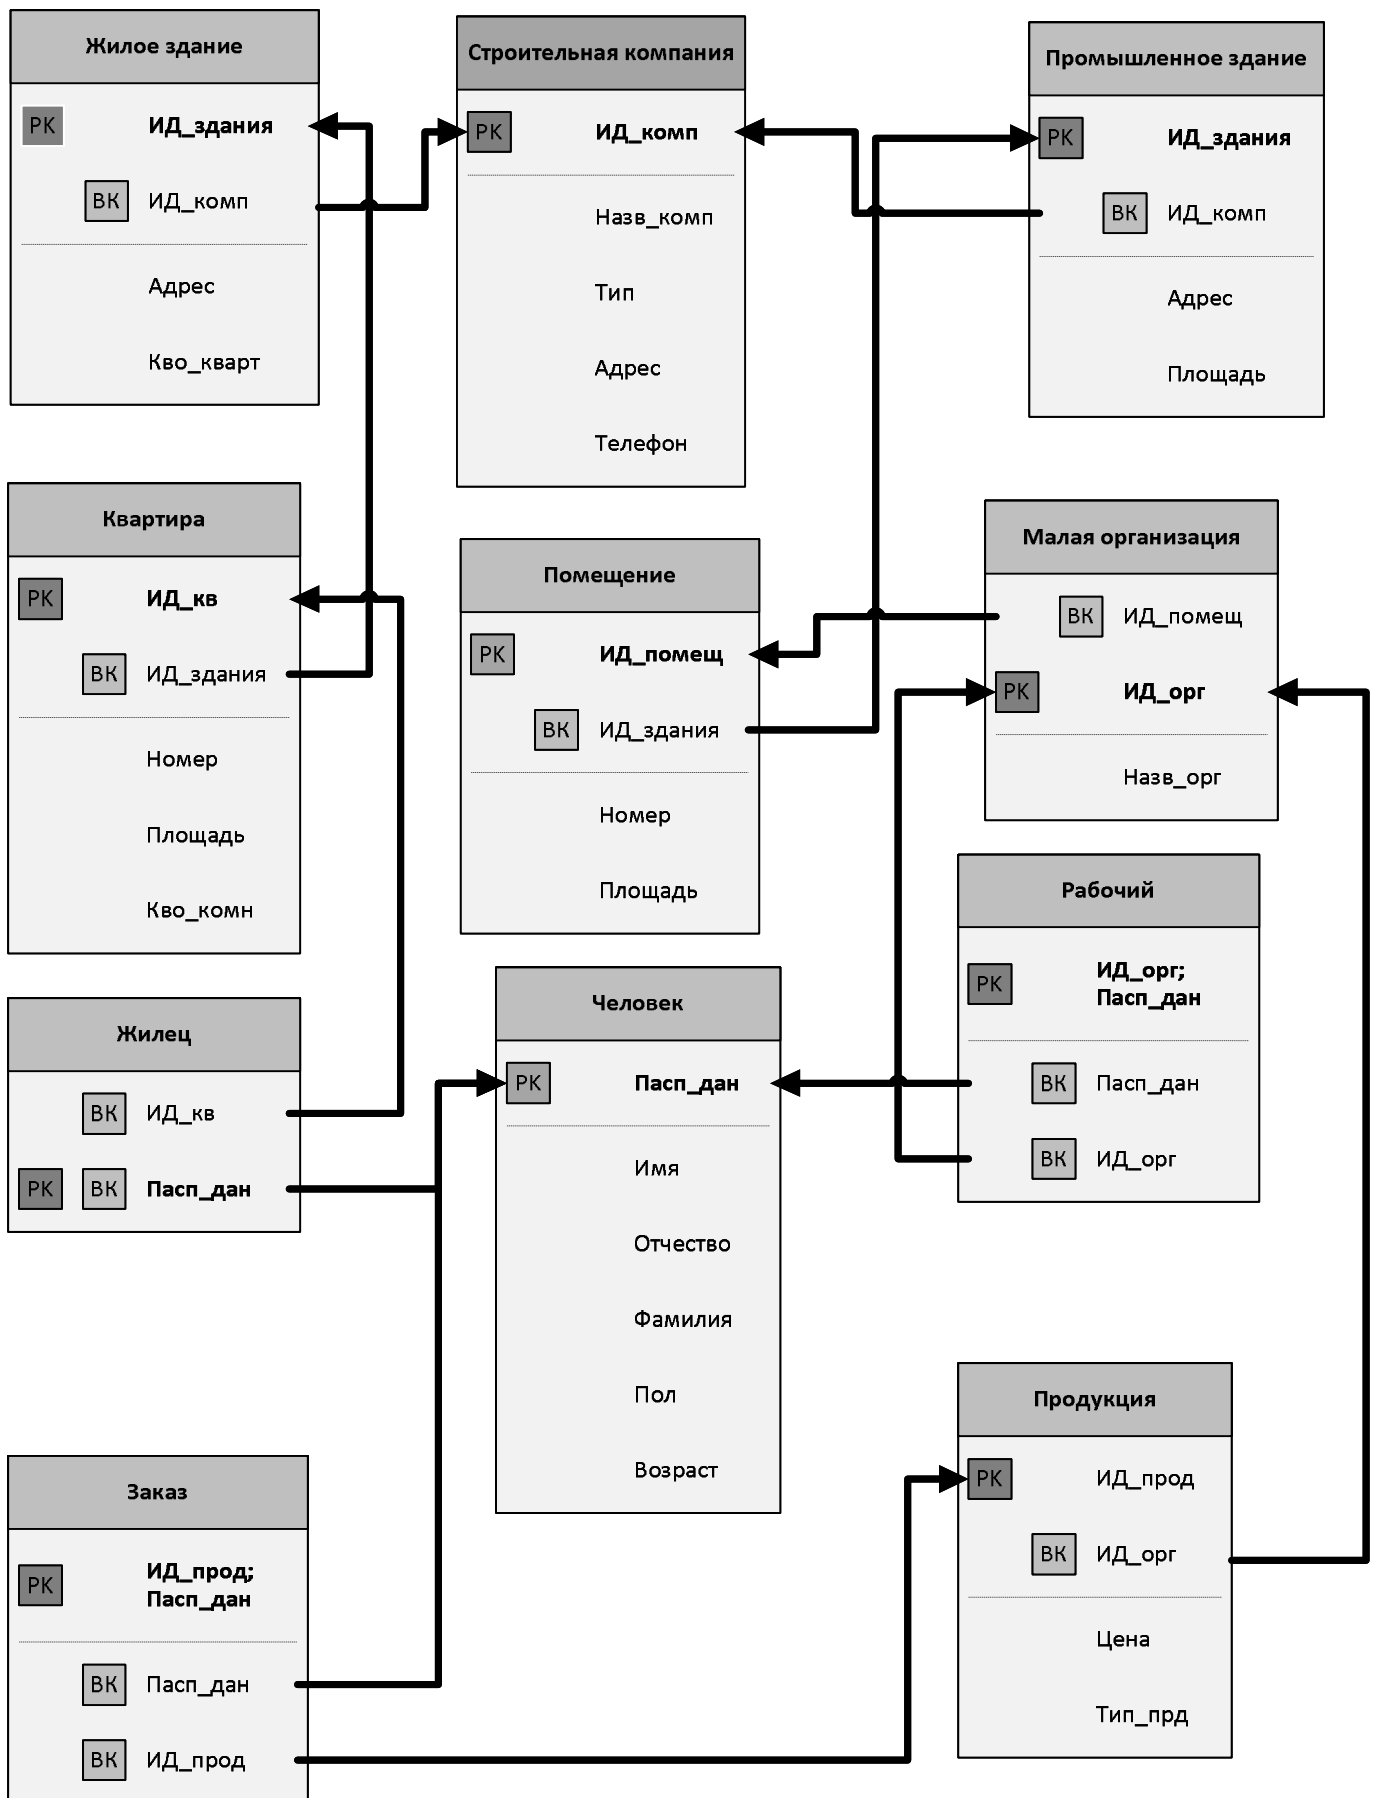 Жилое здание
PK ИД_здания
ВК ИД_комп
Адрес
Кво_кварт
Строительная компания
PK ИД_комп
Назв_комп
Тип
Адрес
Телефон
Промышленное здание
PK ИД_здания
ВК ИД_комп
Адрес
Площадь
Квартира
PK ИД_кв
ВК ИД_здания
Номер
Площадь
Кво_комн
Помещение
PK ИД_помещ
ВК ИД_здания
Номер
Площадь
Малая организация
ВК ИД_помещ
PK ИД_орг
Назв_орг
Рабочий
PK ИД_орг;
Пасп_дан
ВК Пасп_дан
ВК ИД_орг
Жилец
ВК ИД_кв
PK ВК Пасп_дан
Человек
PK Пасп_дан
Имя
Отчество
Фамилия
Пол
Возраст
Продукция
PK ИД_прод
ВК ИД_орг
Цена
Тип_прд
Заказ
PK ИД_прод;
Пасп_дан
ВК Пасп_дан
ВК ИД_прод